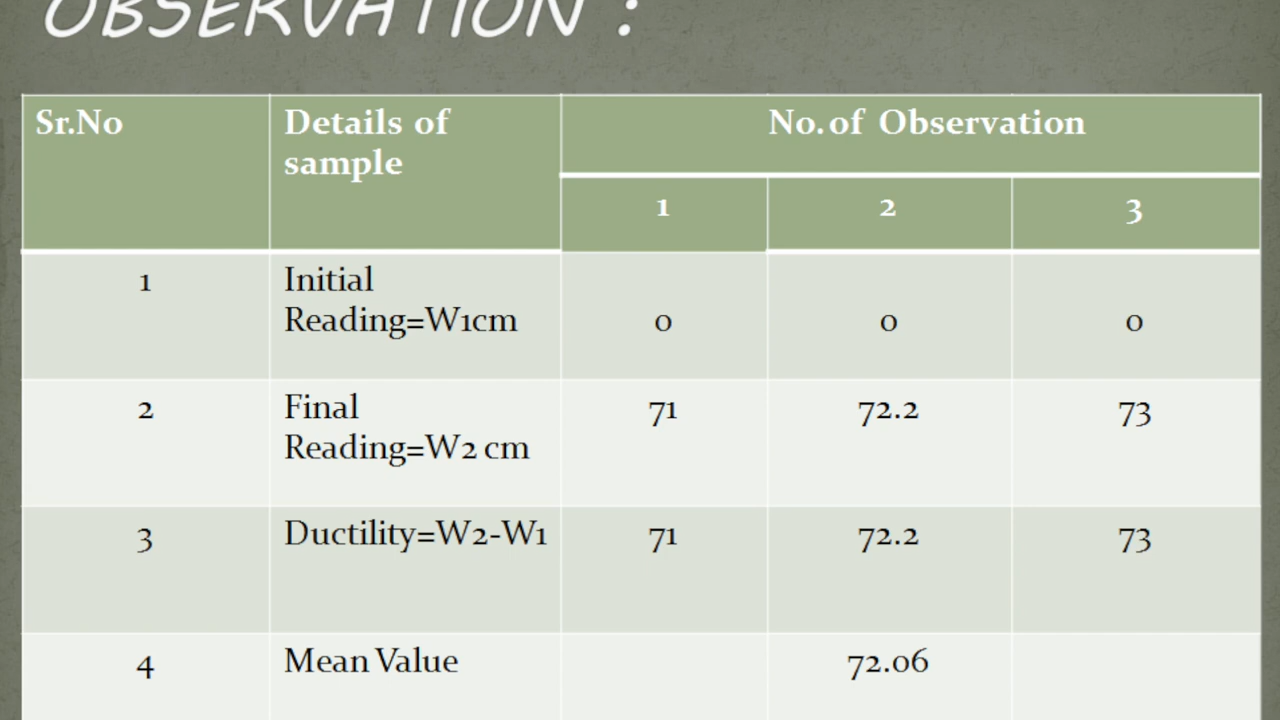 OBSERVATION :
Sr.No Details of sample No.of Observation
1 2 3
1 Initial Reading=W1cm 0 0 0
2 Final Reading=W2 cm 71 72.2 73
3 Ductility=W2-W1 71 72.2 73
4 Mean Value 72.06